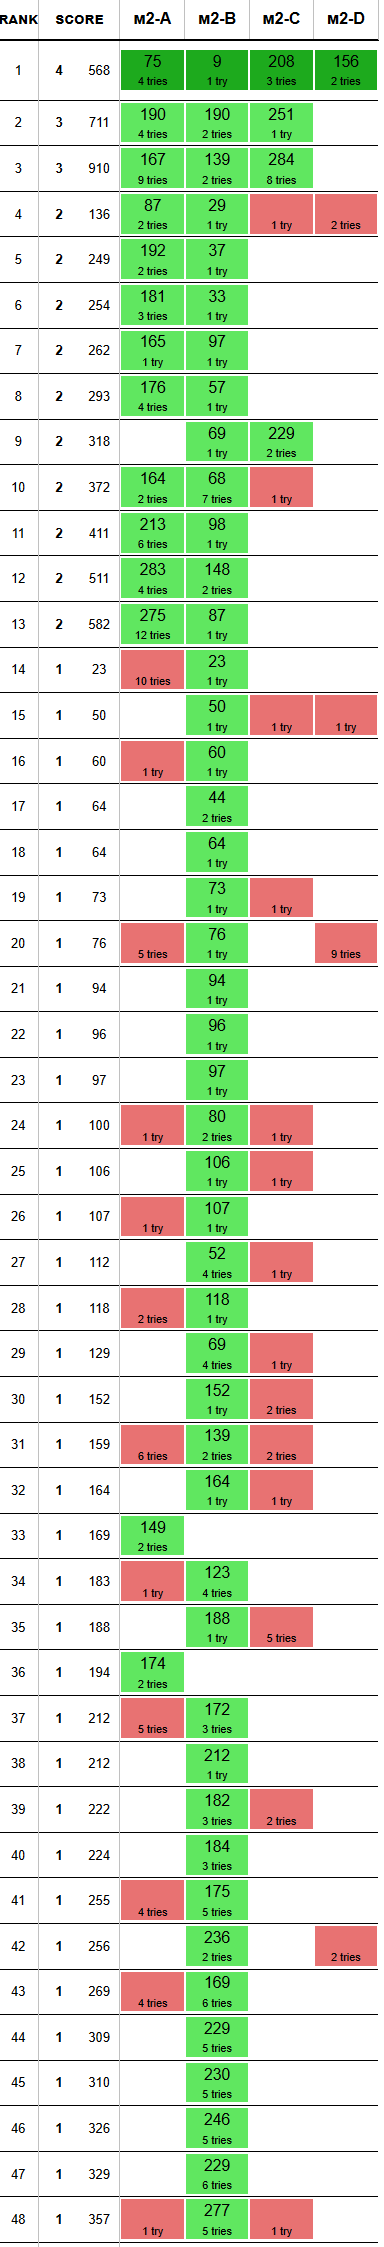 RANK SCORE M2-A M2-B M2-C M2-D
1 4 568 75 9 208 156
4 tries 1 try 3 tries 2 tries
2 3 711 190 190 251
4 tries 2 tries 1 try
3 3 910 167 139 284
9 tries 2 tries 8 tries
4 2 136 87 29
2 tries 1 try 1 try 2 tries
5 2 249 192 37
2 tries 1 try
6 2 254 181 33
3 tries 1 try
7 2 262 165 97
1 try 1 try
8 2 293 176 57
4 tries 1 try
9 2 318 69 229
1 try 2 tries
10 2 372 164 68
2 tries 7 tries 1 try
11 2 411 213 98
6 tries 1 try
12 2 511 283 148
4 tries 2 tries
13 2 582 275 87
12 tries 1 try
14 1 23 23
10 tries 1 try
15 1 50 50
1 try 1 try 1 try
16 1 60 60
1 try 1 try
17 1 64 44
2 tries
18 1 64 64
1 try
19 1 73 73
1 try 1 try
20 1 76 76
5 tries 1 try 9 tries
21 1 94 94
1 try
22 1 96 96
1 try
23 1 97 97
1 try
24 1 100 80
1 try 2 tries 1 try
25 1 106 106
1 try 1 try
26 1 107 107
1 try 1 try
27 1 112 52
4 tries 1 try
28 1 118 118
2 tries 1 try
29 1 129 69
4 tries 1 try
30 1 152 152
1 try 2 tries
31 1 159 139
6 tries 2 tries 2 tries
32 1 164 164
1 try 1 try
33 1 169 149
2 tries
34 1 183 123
1 try 4 tries
35 1 188 188
1 try 5 tries
36 1 194 174
2 tries
37 1 212 172
5 tries 3 tries
38 1 212 212
1 try
39 1 222 182
3 tries 2 tries
40 1 224 184
3 tries
41 1 255 175
4 tries 5 tries
42 1 256 236
2 tries 2 tries
43 1 269 169
4 tries 6 tries
44 1 309 229
5 tries
45 1 310 230
5 tries
46 1 326 246
5 tries
47 1 329 229
6 tries
48 1 357 277
1 try 5 tries 1 try